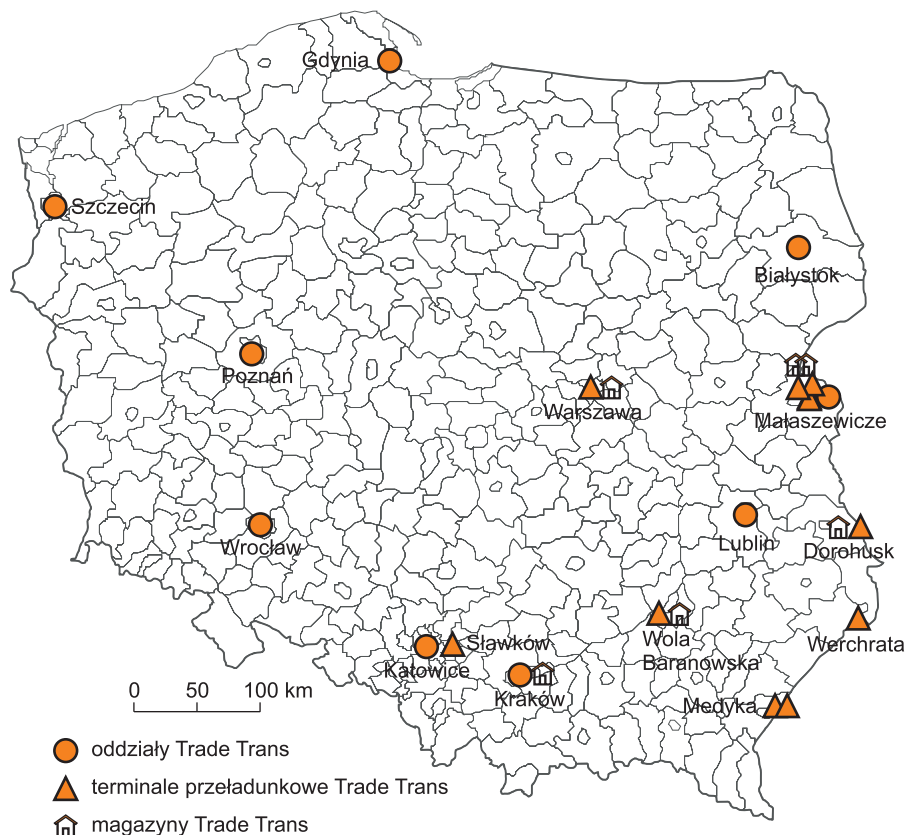 Gdynia
Szczecin
Białystok
Poznań
Warszawa
Małaszewicze
Wrocław
Lublin
Dorohusk
Sławków
Katowice
Kraków
Wola
Baranowska
Werchrata
Medyka
0 50 100 km
oddziały Trade Trans
terminale przeładunkowe Trade Trans
magazyny Trade Trans